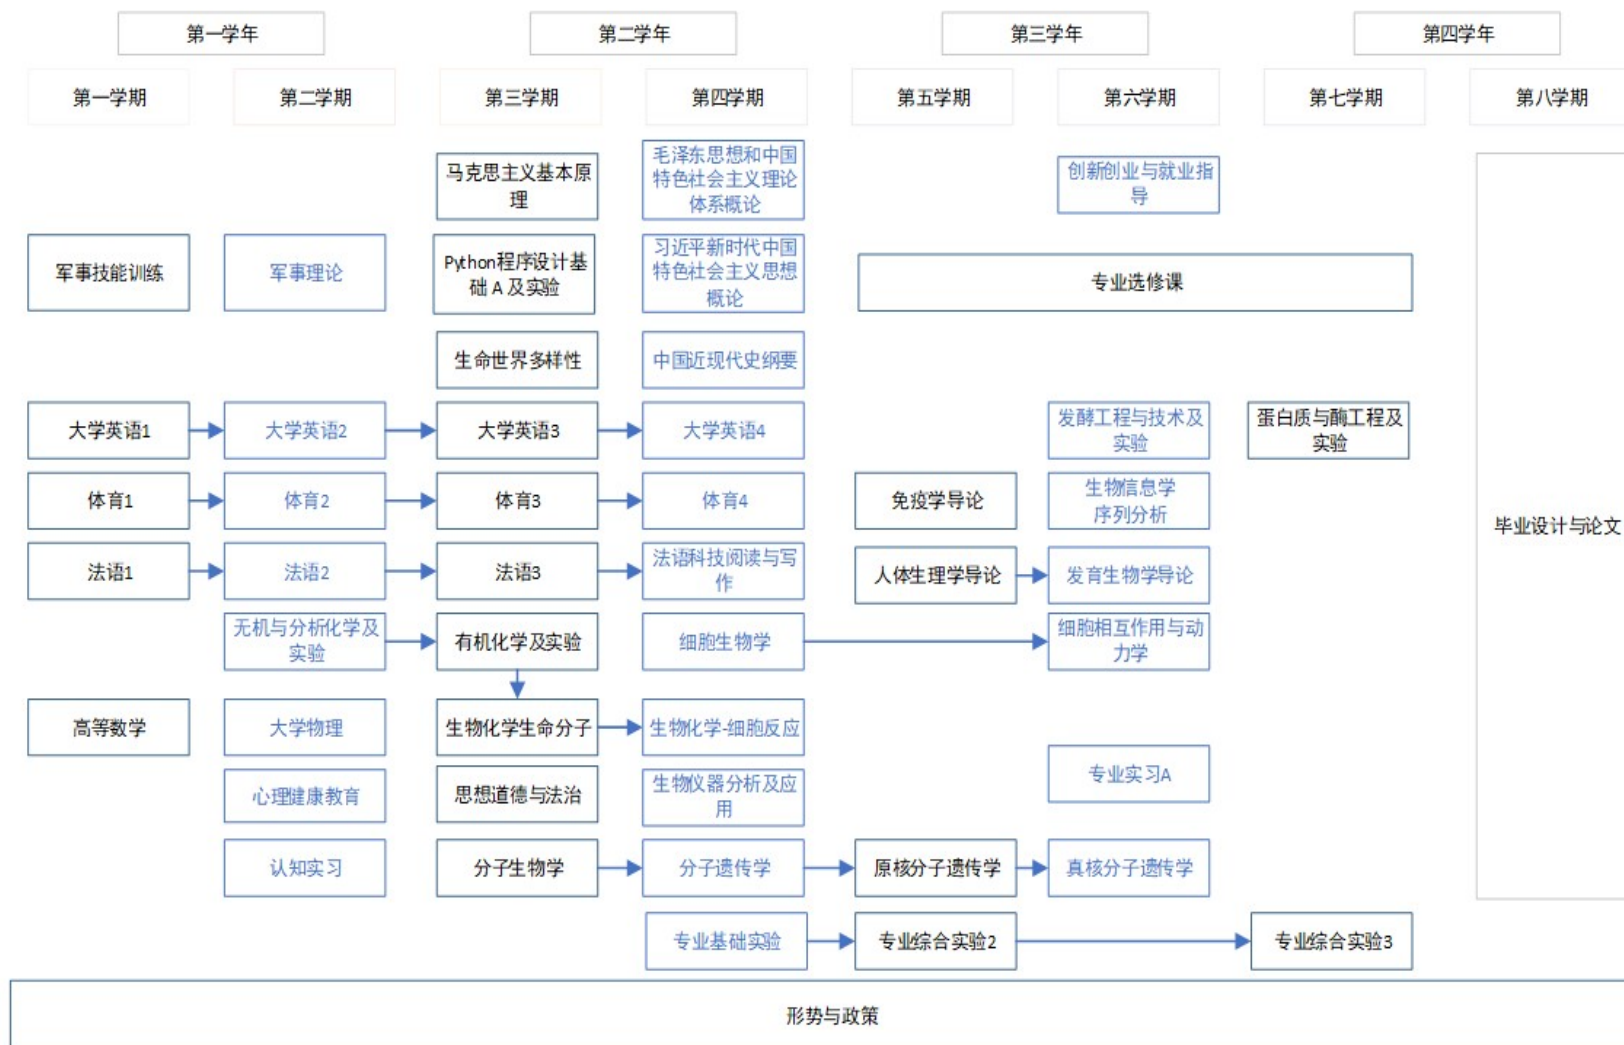 第一学年
第二学年
第三学年
第四学年
第一学期
第二学期
第三学期
第四学期
第五学期
第六学期
第七学期
第八学期
马克思主义基本原
理
毛泽东思想和中国
特色社会主义理论
体系概论
创新创业与就业指
导
军事技能训练
军事理论
Python程序设计基
础 A 及实验
习近平新时代中国
特色社会主义思想
概论
专业选修课
生命世界多样性
中国近现代史纲要
大学英语1
大学英语2
大学英语3
大学英语4
发酵工程与技术及
实验
蛋白质与酶工程及
实验
体育1
体育2
体育3
体育4
免疫学导论
生物信息学
序列分析
毕业设计与论文
法语1
法语2
法语3
法语科技阅读与写
作
人体生理学导论
发育生物学导论
无机与分析化学及
实验
有机化学及实验
细胞生物学
细胞相互作用与动
力学
高等数学
大学物理
生物化学生命分子
生物化学-细胞反应
专业实习A
心理健康教育
思想道德与法治
生物仪器分析及应
用
认知实习
分子生物学
分子遗传学
原核分子遗传学
真核分子遗传学
专业基础实验
专业综合实验2
专业综合实验3
形势与政策